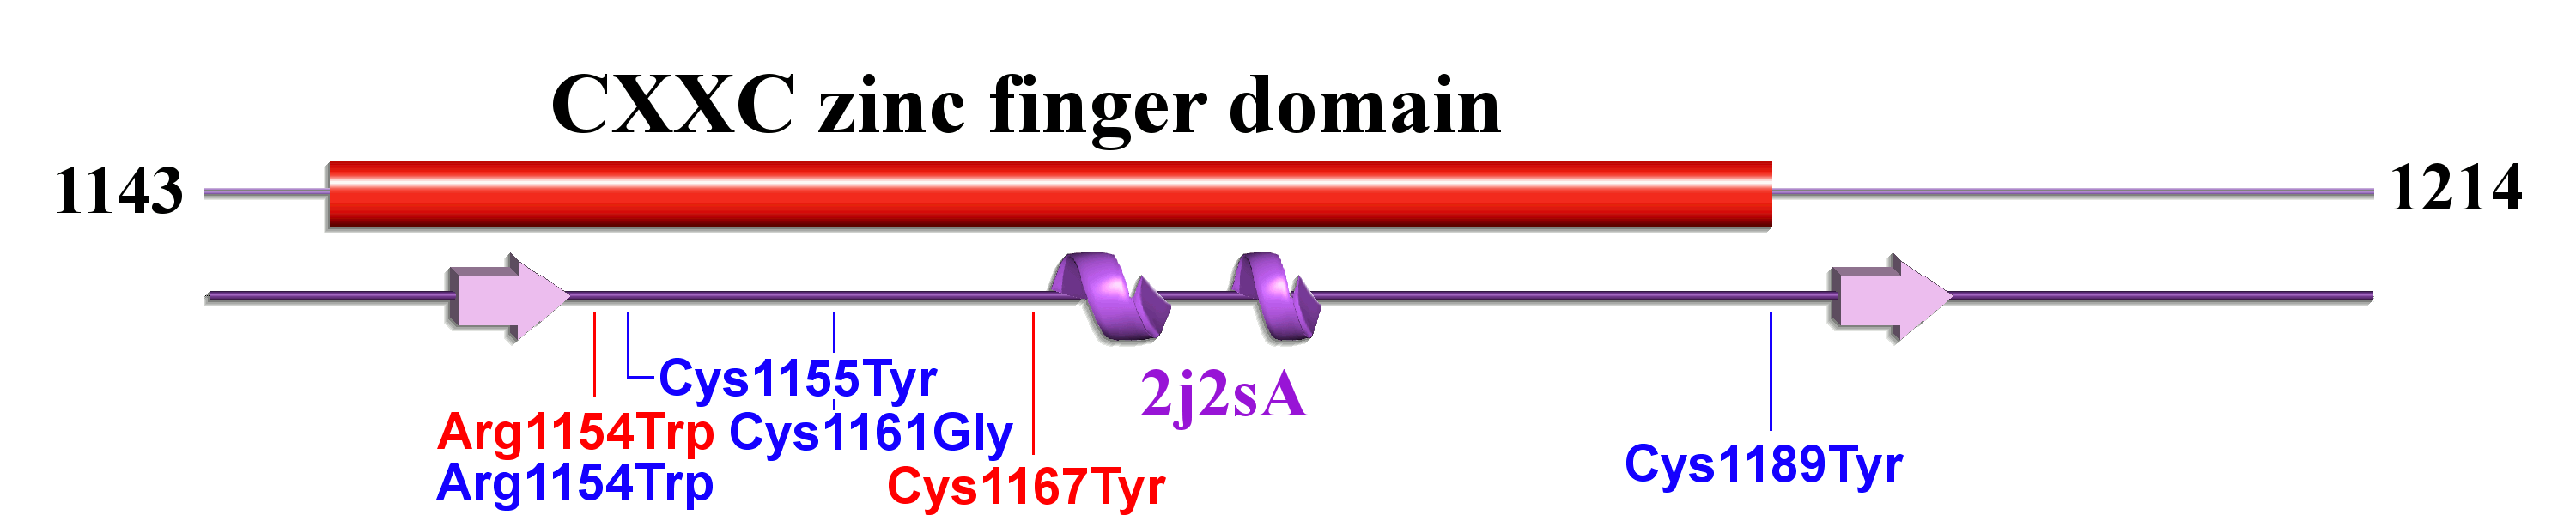 CXXC zinc finger domain
1143
1214
Cys1155Tyr
2j2sA
Arg1154Trp
Cys1161Gly
Arg1154Trp
Cys1167Tyr
Cys1189Tyr